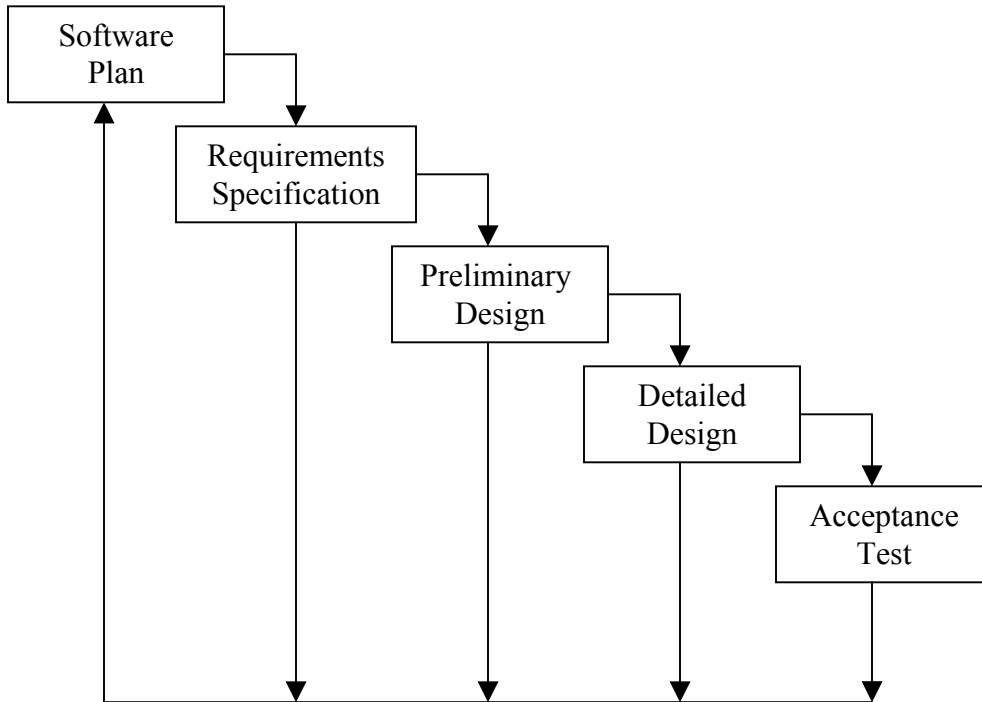 Software
Plan
Requirements
Specification
Preliminary
Design
Detailed
Design
Acceptance
Test